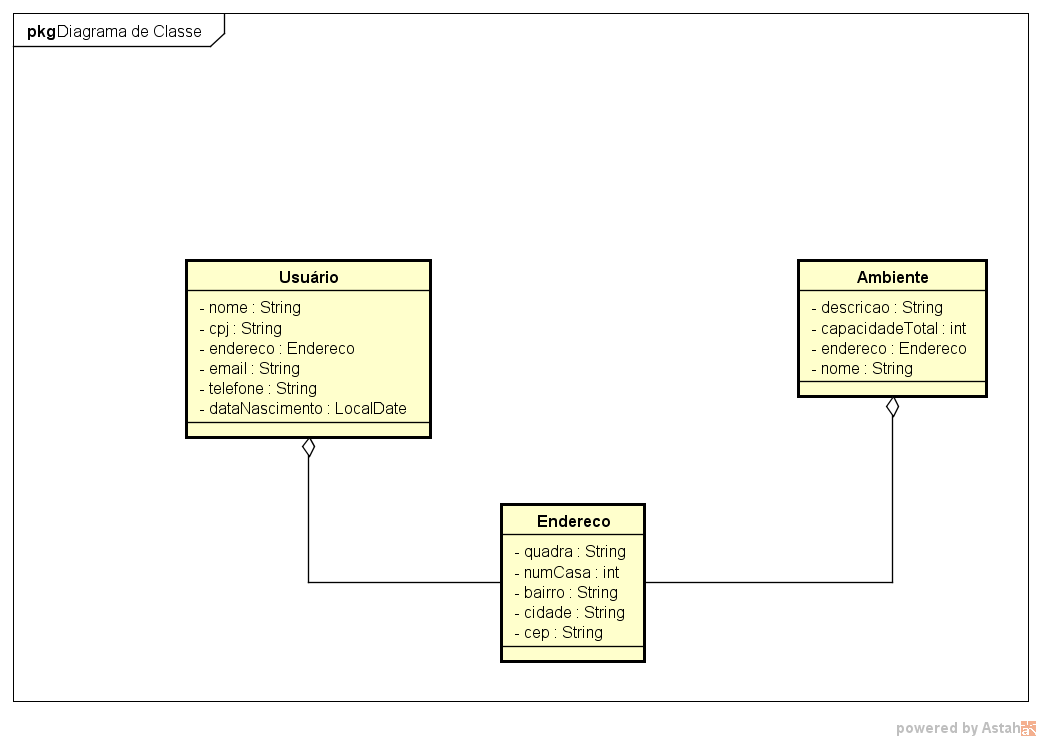 pkg Diagrama de Classe
Usuário
- nome : String
- cpj : String
- endereco : Endereco
- email : String
- telefone : String
- dataNascimento : LocalDate
Ambiente
- descricao : String
- capacidadeTotal : int
- endereco : Endereco
- nome : String
Endereco
- quadra : String
- numCasa : int
- bairro : String
- cidade : String
- cep : String
powered by Astah